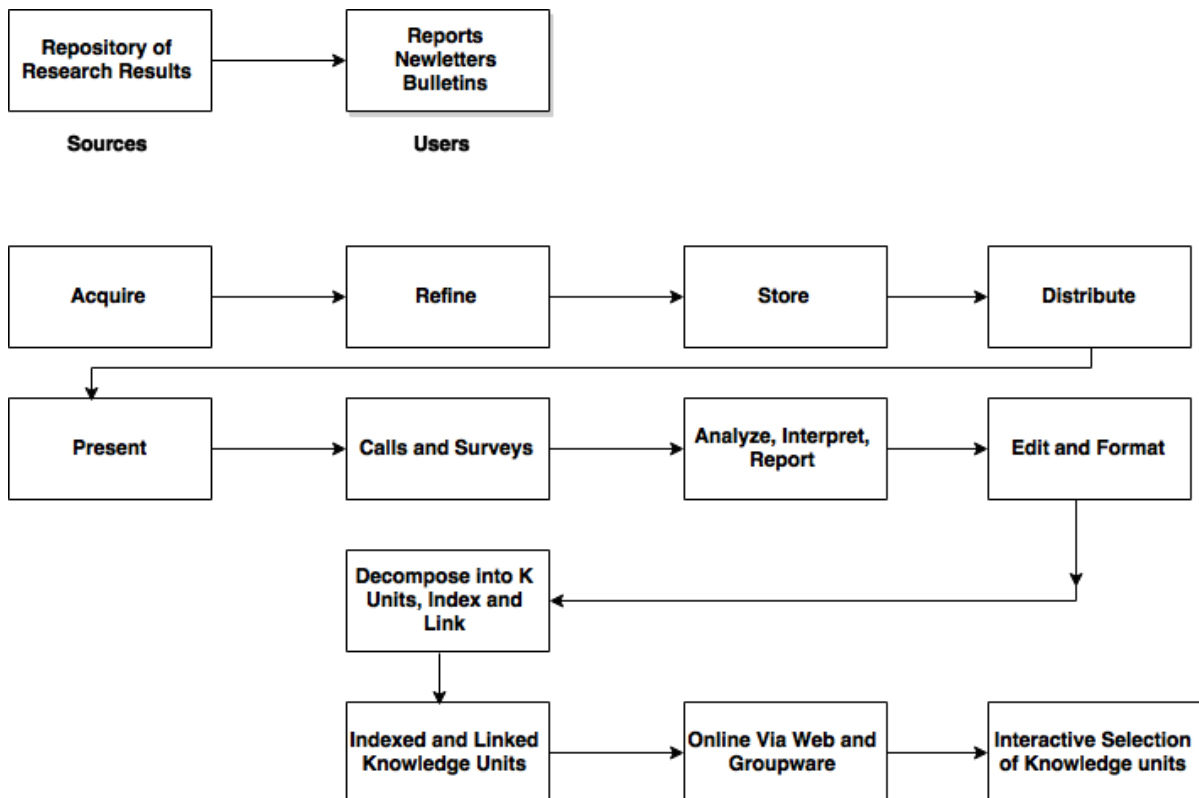 Repository of
Research Results
Reports
Newletters
Bulletins
Sources
Users
Acquire
Refine
Store
Distribute
Present
Calls and Surveys
Analyze, Interpret,
Report
Edit and Format
Decompose into K
Units, Index and
Link
Indexed and Linked
Knowledge Units
Online Via Web and
Groupware
Interactive Selection
of Knowledge units